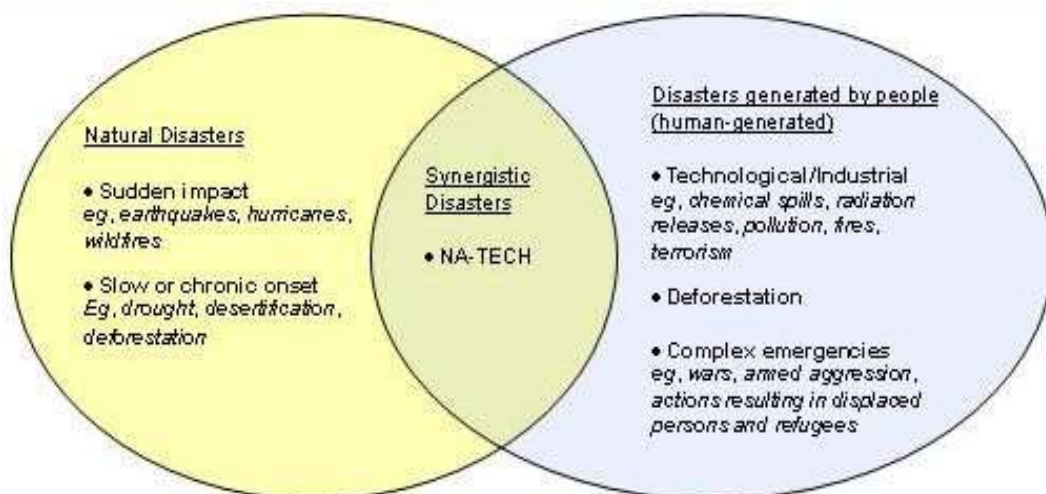 Natural Disasters
• Sudden impact
eg, earthquakes, hurricanes,
wildfires
• Slow or chronic onset
Eg, drought, desertification,
deforestation
Synergistic
Disasters
• NA-TECH
Disasters generated by people
(human-generated)
• Technological/Industrial
eg, chemical spills, radiation
releases, pollution, fires,
terrorism
• Deforestation
• Complex emergencies
eg, wars, armed aggression,
actions resulting in displaced
persons and refugees